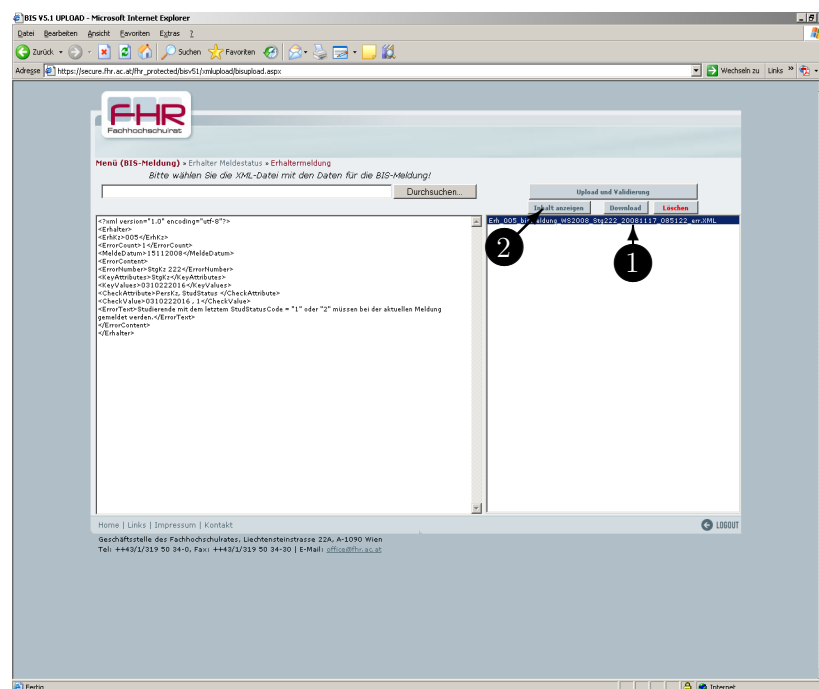 BIS V5.1 UPLOAD - Microsoft Internet Explorer
Datei Bearbeiten Ansicht Favoriten Extras ?
Zurück Suchen Favoriten
Adresse https://secure.fhr.ac.at/fhr_protected/bisv51/xmlupload/bisupload.aspx Wechseln zu Links »
FHR
Fachhochschulrat
Menü (BIS-Meldung) » Erhalter Meldestatus » Erhaltermeldung
Bitte wählen Sie die XML-Datei mit den Daten für die BIS-Meldung!
Durchsuchen... Upload und Validierung
Inhalt anzeigen Download Löschen
Erh_005_bismeldung_WS2008_Stg222_20081117_085122_err.XML
2
1
<?xml version="1.0" encoding="utf-8"?>
<Erhalter>
<ErhKz>005</ErhKz>
<ErrorCount>1</ErrorCount>
<MeldeDatum>15112008</MeldeDatum>
<ErrorContent>
<ErrorNumber>StgKz 222</ErrorNumber>
<KeyAttributes>StgKz</KeyAttributes>
<KeyValues>0310222016</KeyValues>
<CheckAttribute>PersKz, StudStatus </CheckAttribute>
<CheckValue>0310222016 , 1</CheckValue>
<ErrorText>Studierende mit dem letztem StudStatusCode = "1" oder "2" müssen bei der aktuellen Meldung
gemeldet werden.</ErrorText>
</ErrorContent>
</Erhalter>
Home | Links | Impressum | Kontakt LOGOUT
Geschäftsstelle des Fachhochschulrates, Liechtensteinstrasse 22A, A-1090 Wien
Tel: ++43/1/319 50 34-0, Fax: ++43/1/319 50 34-30 | E-Mail: office@fhr.ac.at
Fertig Internet